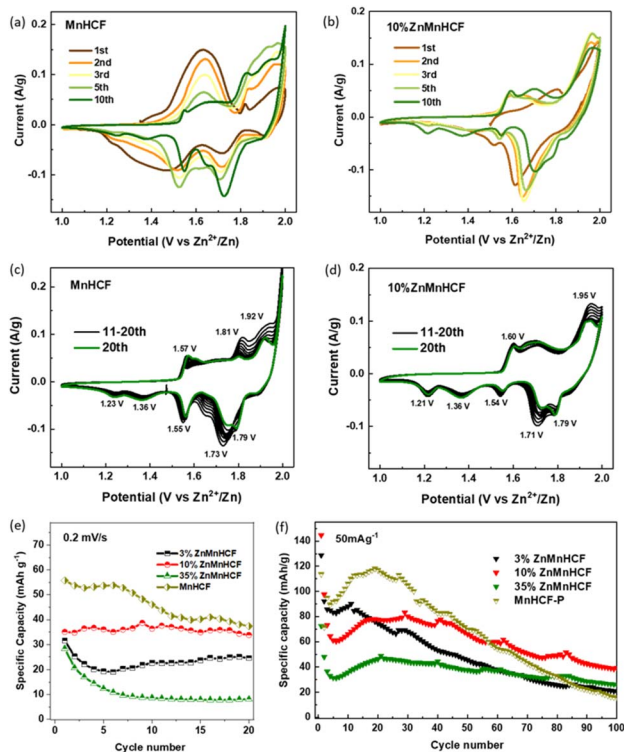 (a)
MnHCF
1st
2nd
3rd
5th
10th
0.2
0.1
0.0
-0.1
1.0 1.2 1.4 1.6 1.8 2.0
Current (A/g)
Potential (V vs Zn²⁺/Zn)
(b)
10%ZnMnHCF
1st
2nd
3rd
5th
10th
0.2
0.1
0.0
-0.1
1.0 1.2 1.4 1.6 1.8 2.0
Current (A/g)
Potential (V vs Zn²⁺/Zn)
(c)
MnHCF
11-20th
20th
1.92 V
1.81 V
1.57 V
1.23 V
1.36 V
1.55 V
1.79 V
1.73 V
0.2
0.1
0.0
-0.1
1.0 1.2 1.4 1.6 1.8 2.0
Current (A/g)
Potential (V vs Zn²⁺/Zn)
(d)
10%ZnMnHCF
11-20th
20th
1.95 V
1.60 V
1.21 V
1.36 V
1.54 V
1.79 V
1.71 V
0.2
0.1
0.0
-0.1
1.0 1.2 1.4 1.6 1.8 2.0
Current (A/g)
Potential (V vs Zn²⁺/Zn)
(e)
0.2 mV/s
3% ZnMnHCF
10% ZnMnHCF
35% ZnMnHCF
MnHCF
70
60
50
40
30
20
10
0
0 5 10 15 20
Specific Capacity (mAh g⁻¹)
Cycle number
(f)
50mAg⁻¹
3% ZnMnHCF
10% ZnMnHCF
35% ZnMnHCF
MnHCF-P
140
120
100
80
60
40
20
0
0 10 20 30 40 50 60 70 80 90 100
Specific capacity (mAh/g)
Cycle number